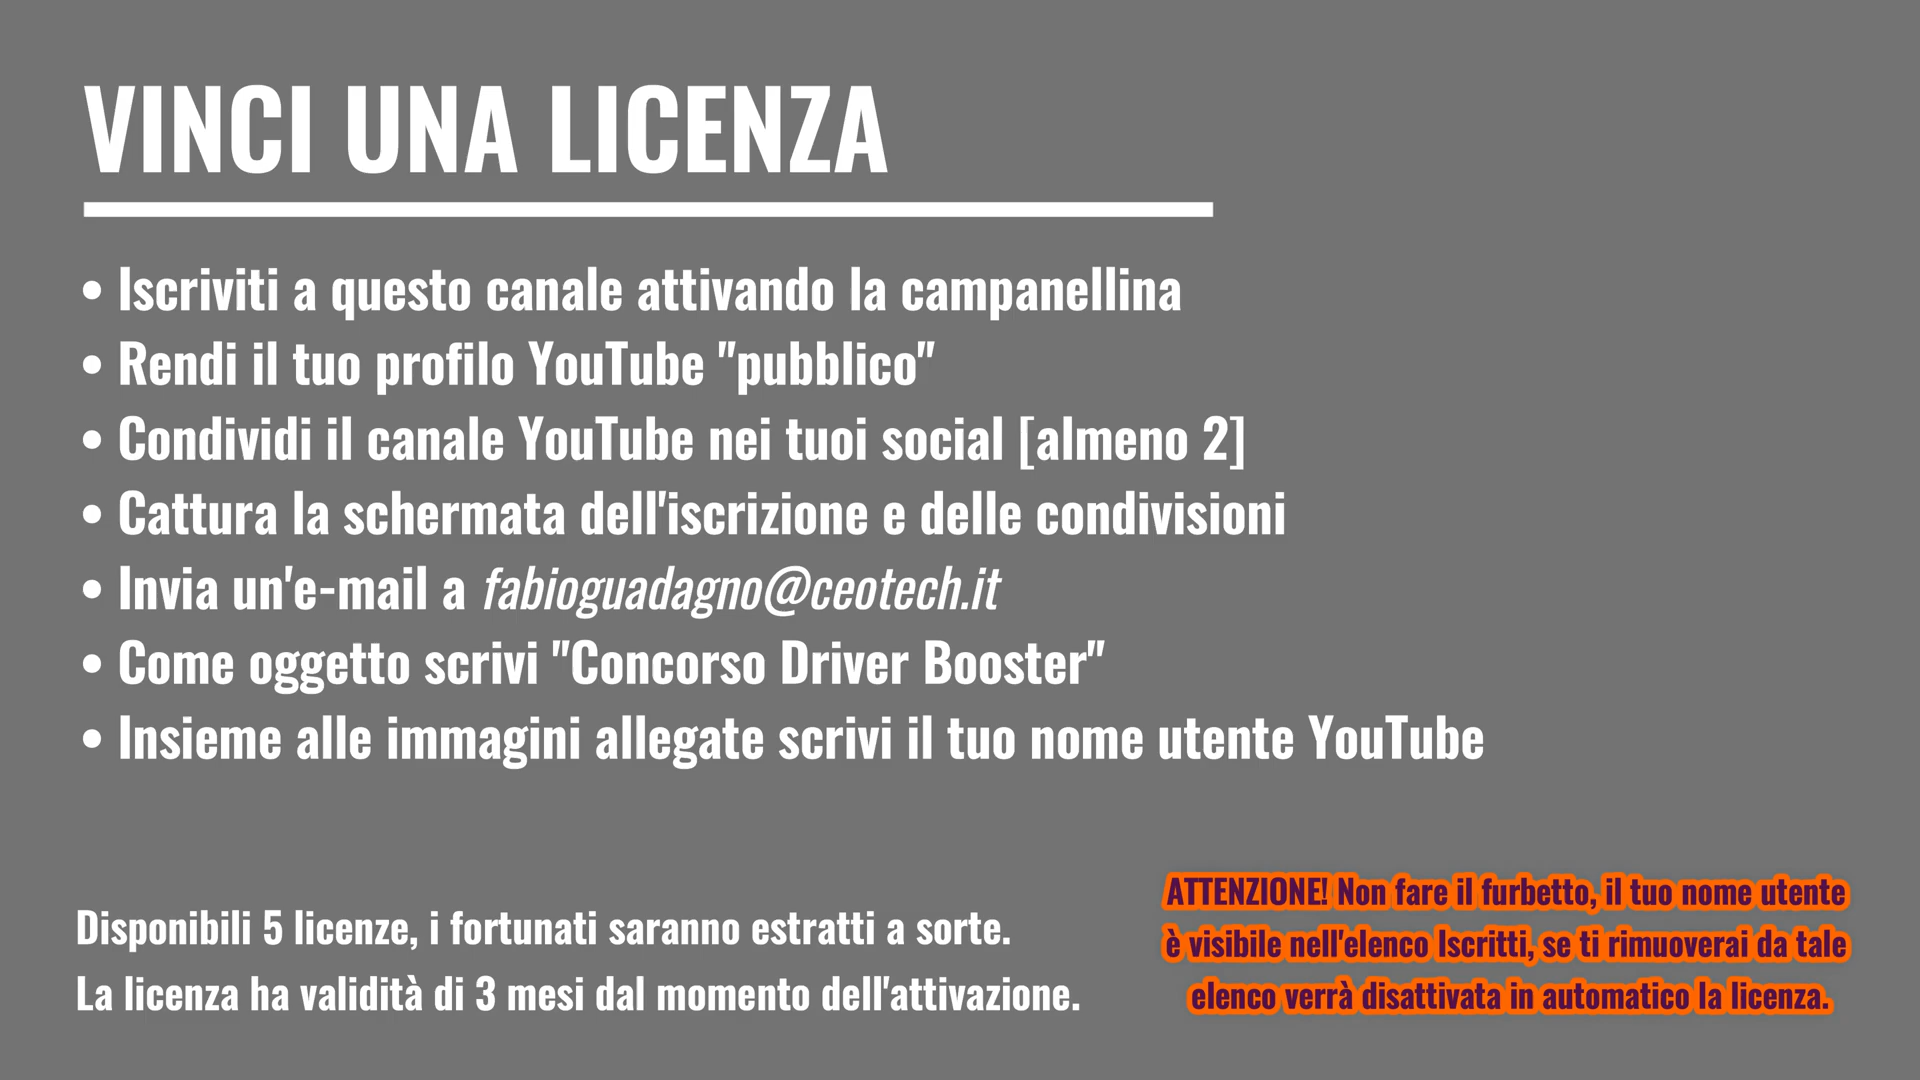 VINCI UNA LICENZA
• Iscriviti a questo canale attivando la campanellina
• Rendi il tuo profilo YouTube "pubblico"
• Condividi il canale YouTube nei tuoi social [almeno 2]
• Cattura la schermata dell'iscrizione e delle condivisioni
• Invia un'e-mail a fabioguadagno@ceotech.it
• Come oggetto scrivi "Concorso Driver Booster"
• Insieme alle immagini allegate scrivi il tuo nome utente YouTube
Disponibili 5 licenze, i fortunati saranno estratti a sorte.
La licenza ha validità di 3 mesi dal momento dell'attivazione.
ATTENZIONE! Non fare il furbetto, il tuo nome utente
è visibile nell'elenco Iscritti, se ti rimuoverai da tale
elenco verrà disattivata in automatico la licenza.